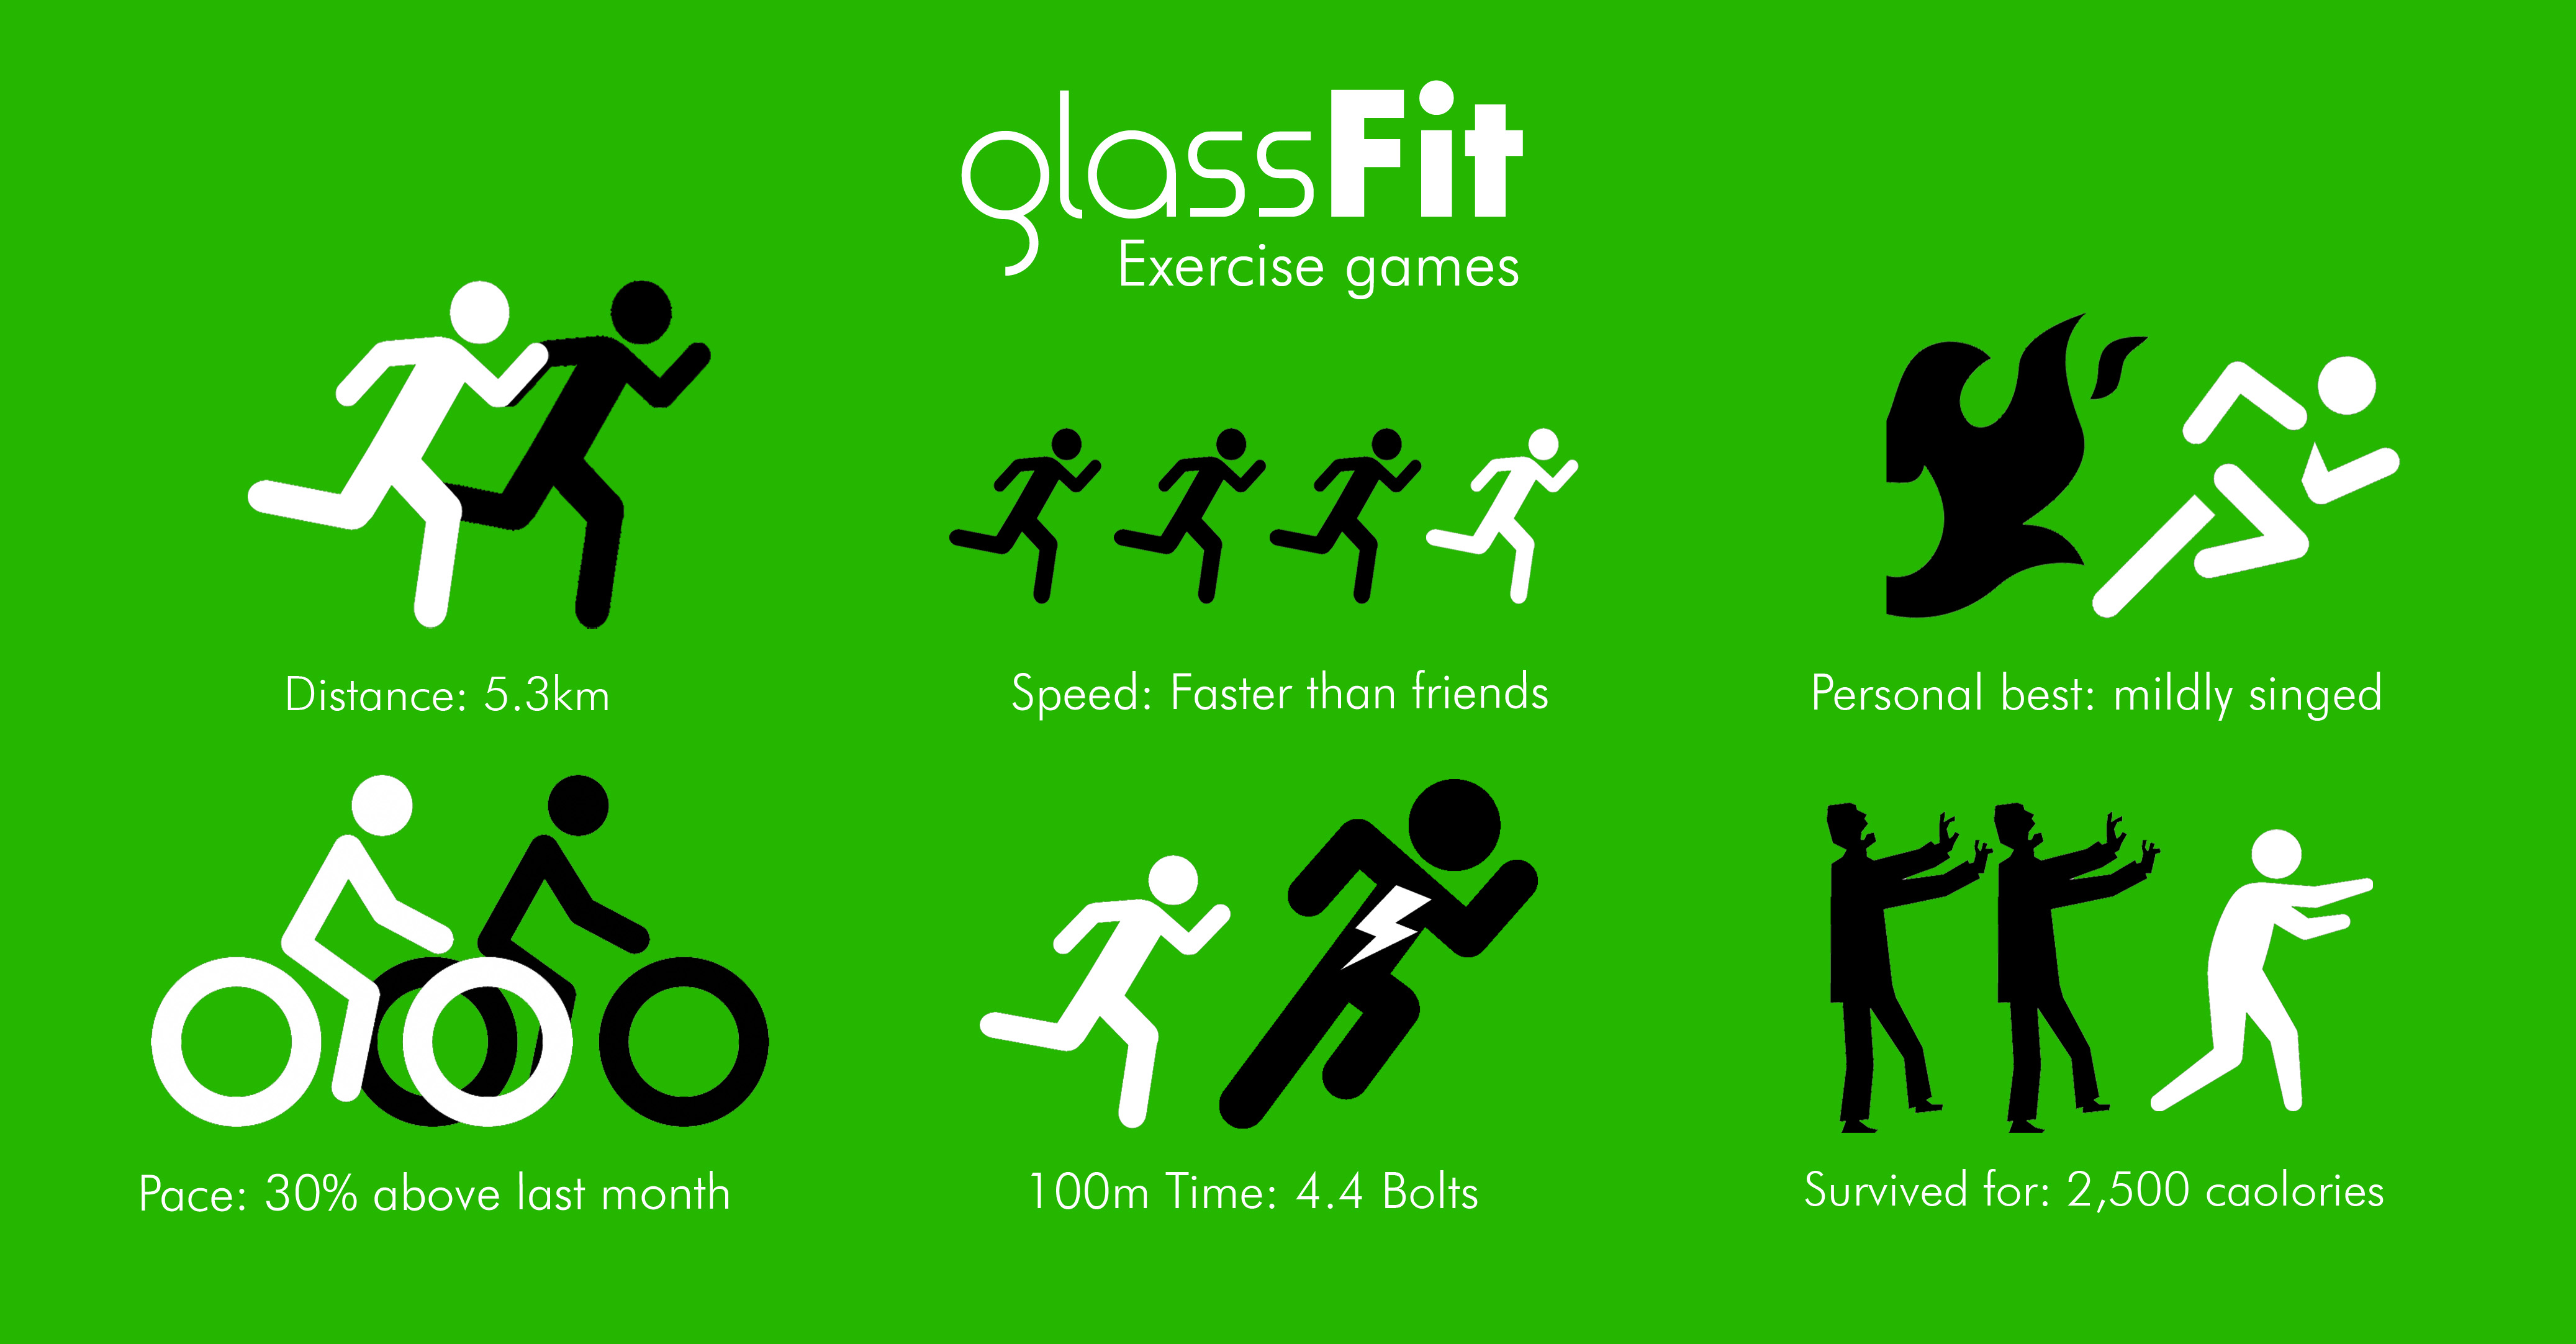 glassFit
Exercise games
Distance: 5.3km
Speed: Faster than friends
Personal best: mildly singed
Pace: 30% above last month
100m Time: 4.4 Bolts
Survived for: 2,500 caolories